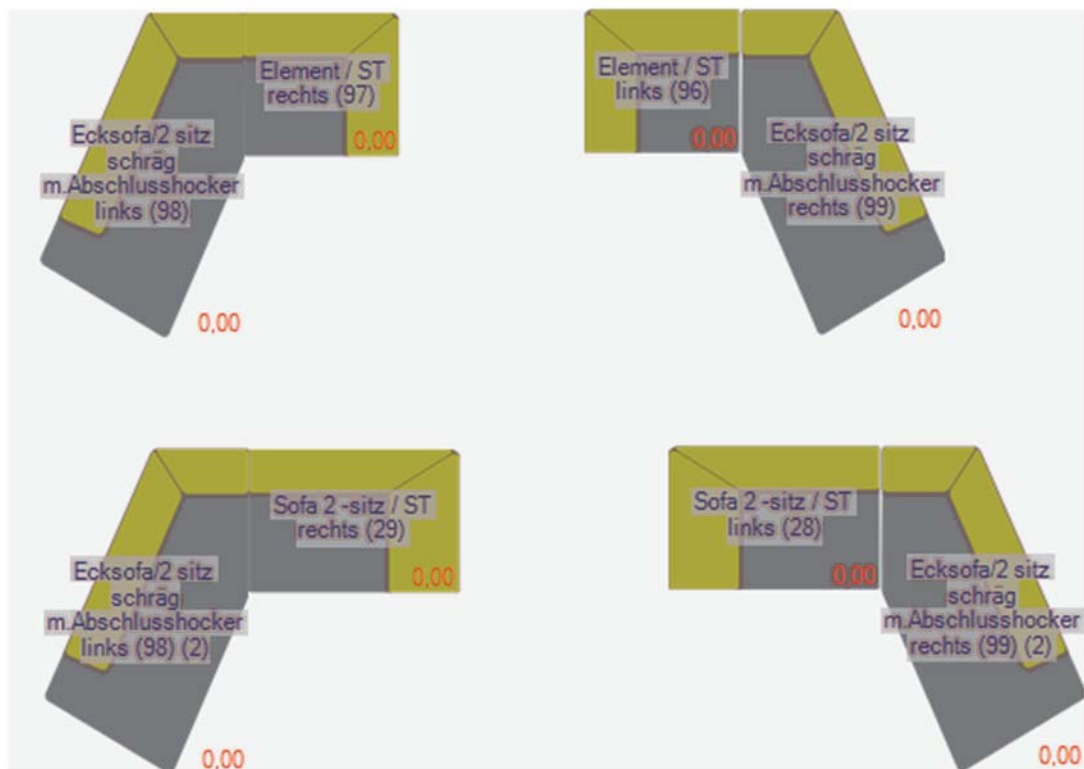 Element / ST
rechts (97)
0,00
Ecksofa/2 sitz
schräg
m.Abschlusshocker
links (98)
0,00
Element / ST
links (96)
0,00
Ecksofa/2 sitz
schräg
m.Abschlusshocker
rechts (99)
0,00
Sofa 2 -sitz / ST
rechts (29)
0,00
Ecksofa/2 sitz
schräg
m.Abschlusshocker
links (98) (2)
0,00
Sofa 2 -sitz / ST
links (28)
0,00
Ecksofa/2 sitz
schräg
m.Abschlusshocker
rechts (99) (2)
0,00